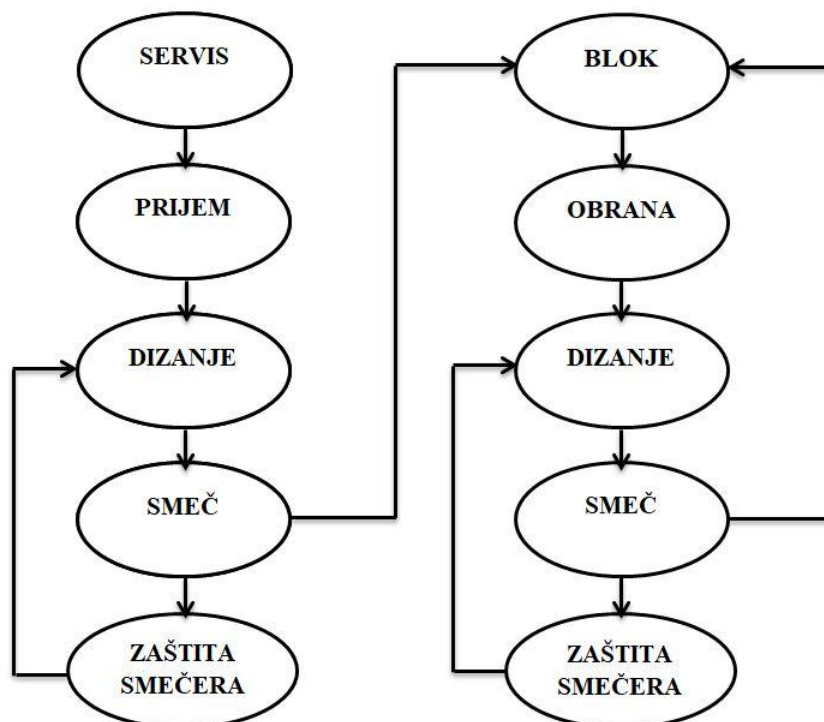 SERVIS
PRIJEM
DIZANJE
SMEČ
ZAŠTITA
SMEČERA
BLOK
OBRANA
DIZANJE
SMEČ
ZAŠTITA
SMEČERA